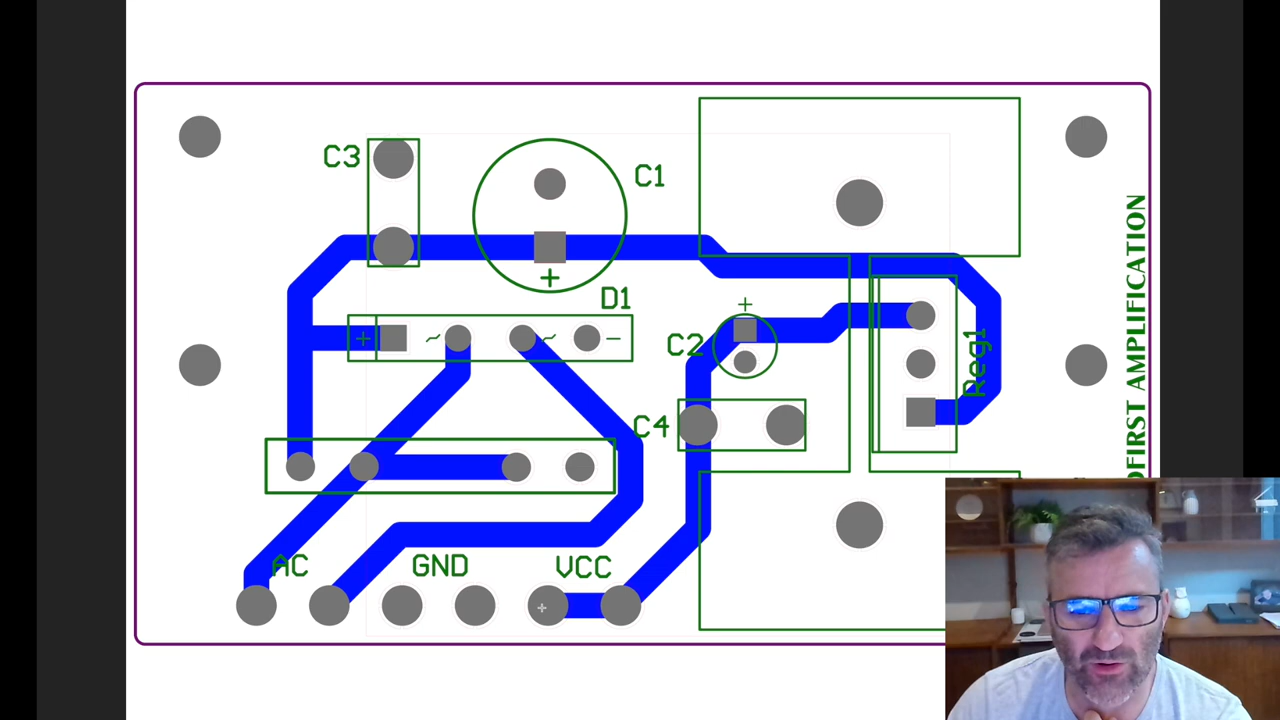 C3
C1
D1
+
+
~
~
−
+
C2
Reg1
C4
AC
GND
VCC
+
FIRST AMPLIFICATION